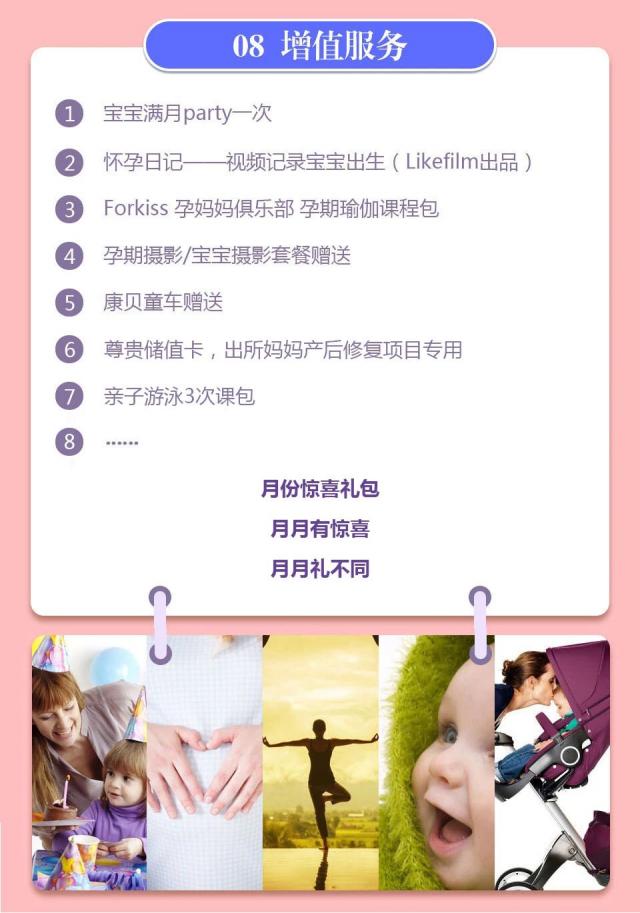 08 增值服务
1 宝宝满月party一次
2 怀孕日记——视频记录宝宝出生（Likefilm出品）
3 Forkiss 孕妈妈俱乐部 孕期瑜伽课程包
4 孕期摄影/宝宝摄影套餐赠送
5 康贝童车赠送
6 尊贵储值卡，出所妈妈产后修复项目专用
7 亲子游泳3次课包
8 ……
月份惊喜礼包
月月有惊喜
月月礼不同